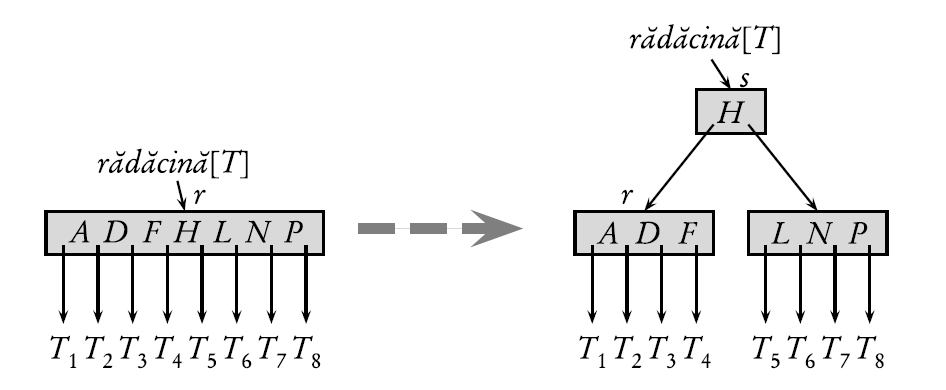 rădăcină[T]
s
H
rădăcină[T]
r
r
A D F H L N P
A D F
L N P
T1 T2 T3 T4 T5 T6 T7 T8
T1 T2 T3 T4
T5 T6 T7 T8